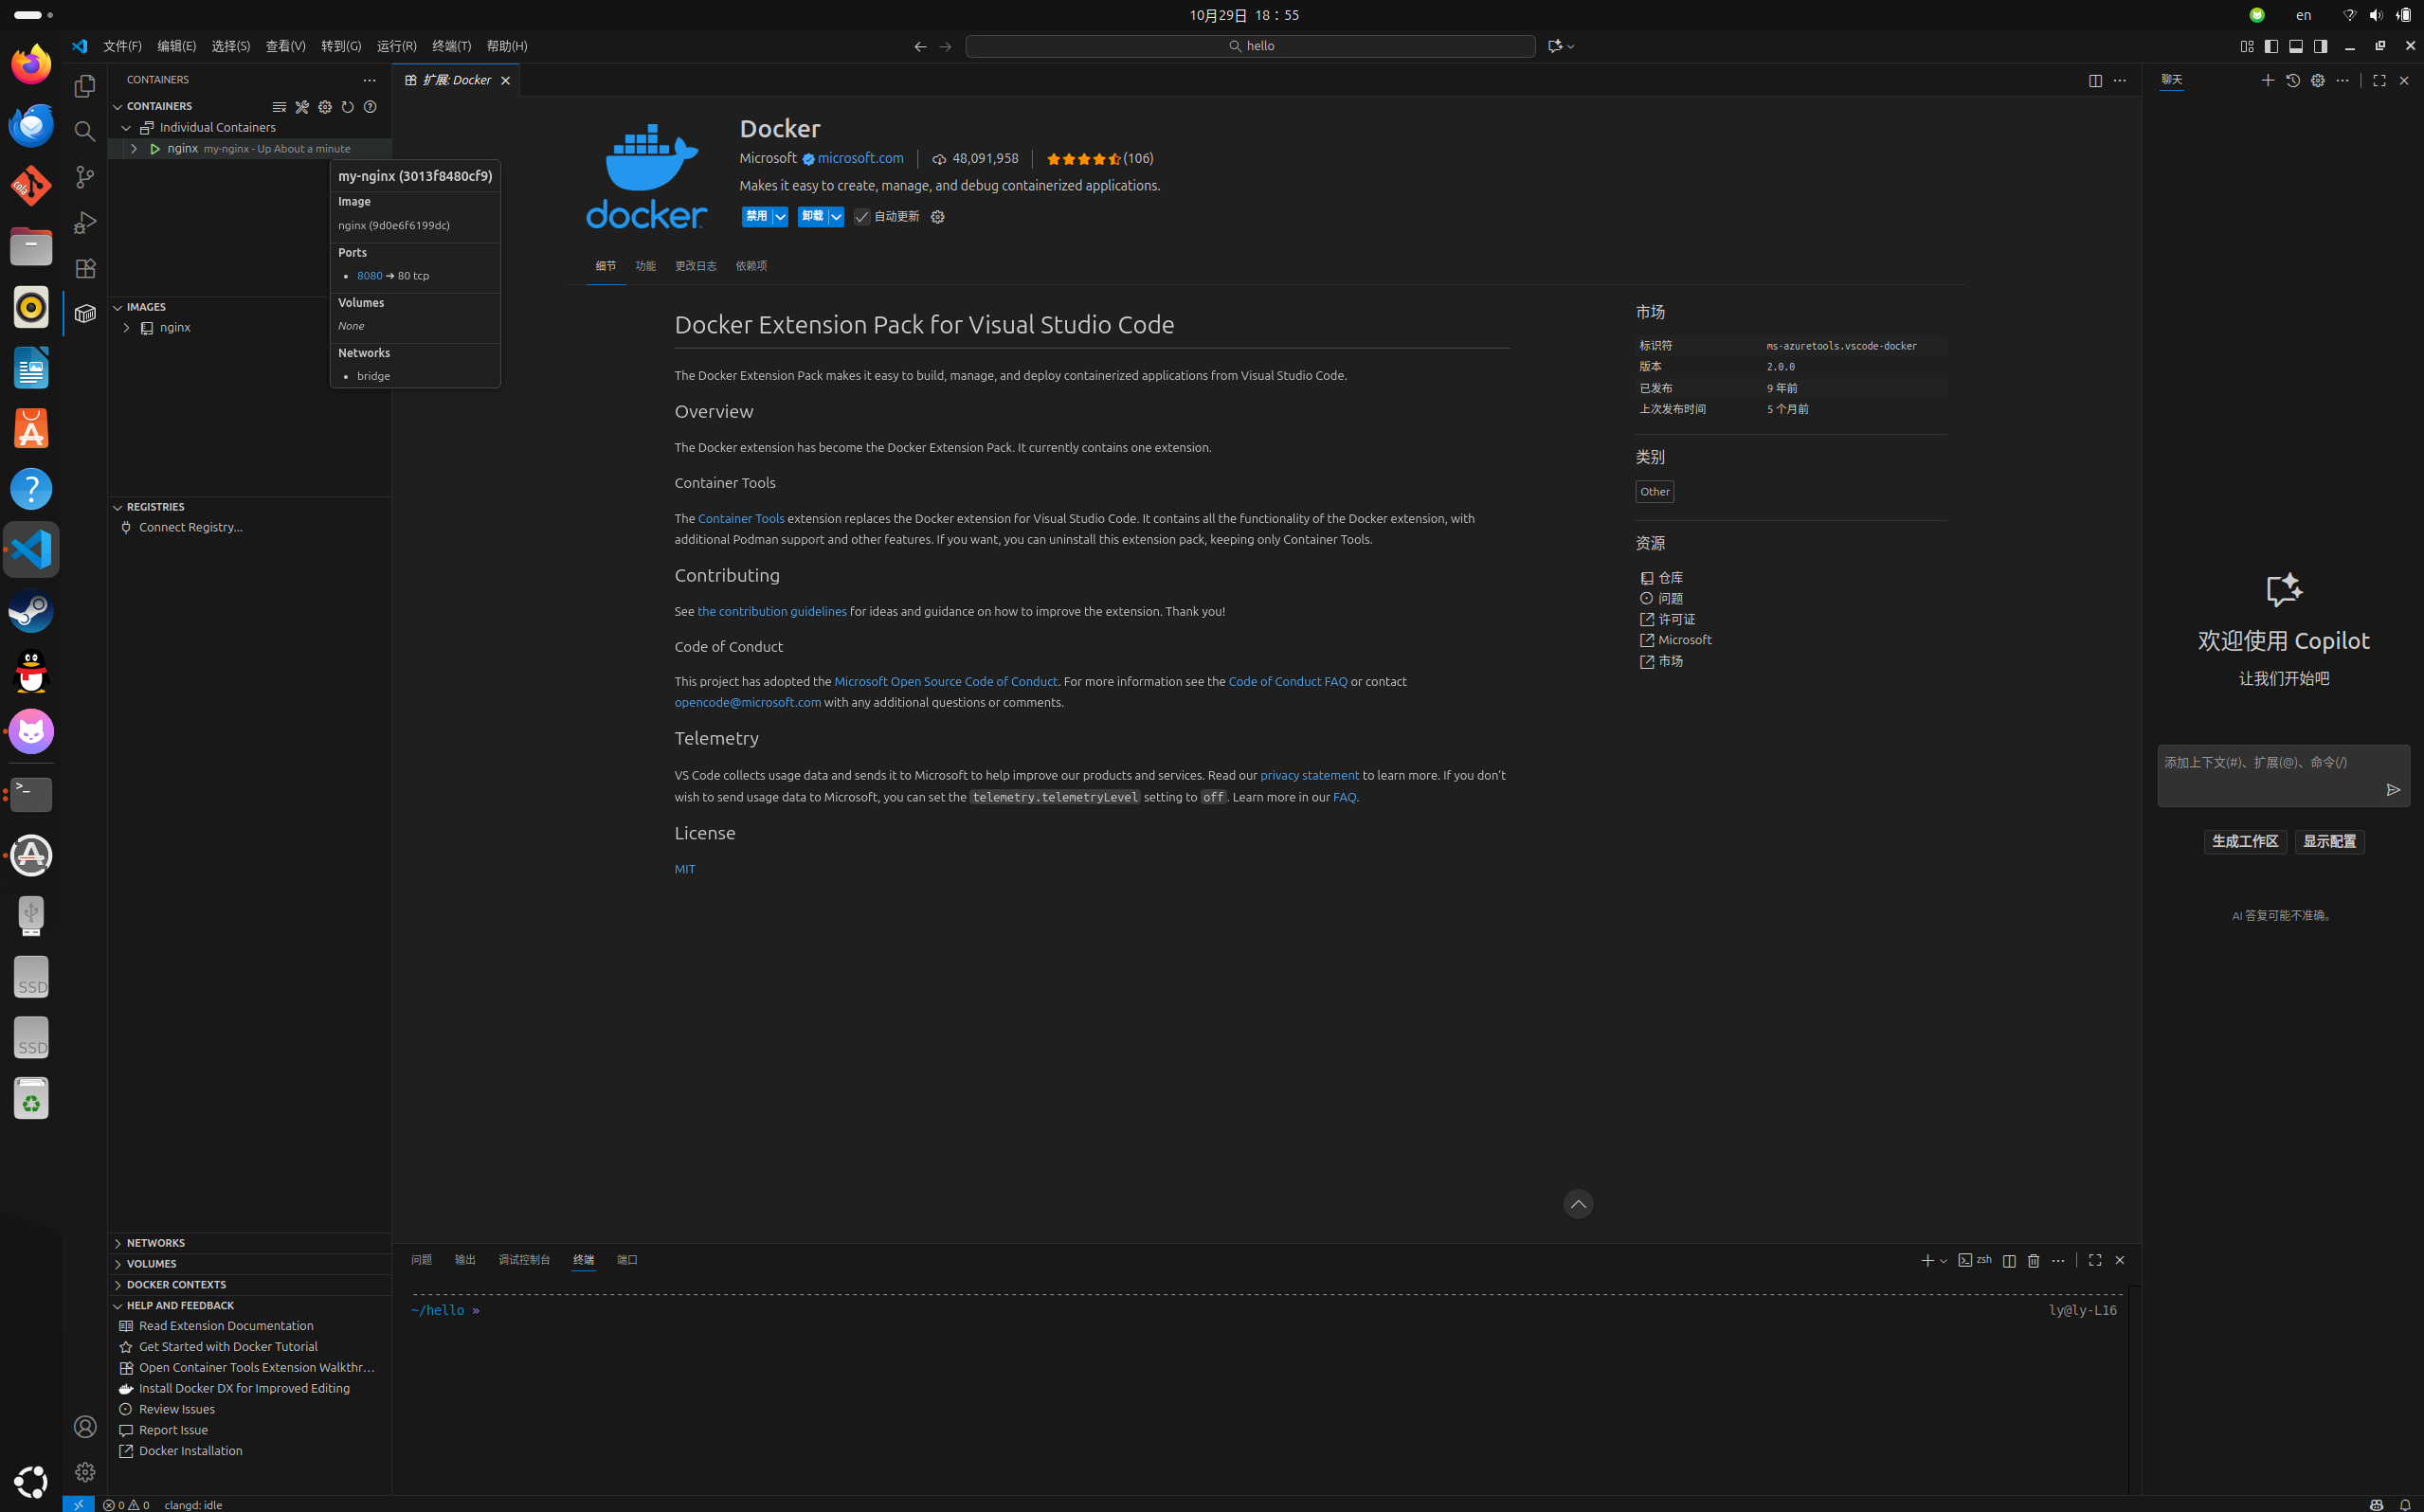 10月29日 18：55
en
文件(F) 编辑(E) 选择(S) 查看(V) 转到(G) 运行(R) 终端(T) 帮助(H)
hello
CONTAINERS
CONTAINERS
Individual Containers
nginx my-nginx - Up About a minute
my-nginx (3013f8480cf9)
Image
nginx (9d0e6f6199dc)
Ports
• 8080 ➔ 80 tcp
Volumes
None
Networks
• bridge
IMAGES
nginx
REGISTRIES
Connect Registry...
NETWORKS
VOLUMES
DOCKER CONTEXTS
HELP AND FEEDBACK
Read Extension Documentation
Get Started with Docker Tutorial
Open Container Tools Extension Walkthr...
Install Docker DX for Improved Editing
Review Issues
Report Issue
Docker Installation
扩展: Docker
docker
Docker
Microsoft microsoft.com 48,091,958 (106)
Makes it easy to create, manage, and debug containerized applications.
禁用 卸载 自动更新
细节 功能 更改日志 依赖项
Docker Extension Pack for Visual Studio Code
The Docker Extension Pack makes it easy to build, manage, and deploy containerized applications from Visual Studio Code.
Overview
The Docker extension has become the Docker Extension Pack. It currently contains one extension.
Container Tools
The Container Tools extension replaces the Docker extension for Visual Studio Code. It contains all the functionality of the Docker extension, with
additional Podman support and other features. If you want, you can uninstall this extension pack, keeping only Container Tools.
Contributing
See the contribution guidelines for ideas and guidance on how to improve the extension. Thank you!
Code of Conduct
This project has adopted the Microsoft Open Source Code of Conduct. For more information see the Code of Conduct FAQ or contact
opencode@microsoft.com with any additional questions or comments.
Telemetry
VS Code collects usage data and sends it to Microsoft to help improve our products and services. Read our privacy statement to learn more. If you don't
wish to send usage data to Microsoft, you can set the telemetry.telemetryLevel setting to off. Learn more in our FAQ.
License
MIT
市场
标识符 ms-azuretools.vscode-docker
版本 2.0.0
已发布 9 年前
上次发布时间 5 个月前
类别
Other
资源
仓库
问题
许可证
Microsoft
市场
问题 输出 调试控制台 终端 端口
zsh
~/hello » ly@ly-L16
聊天
欢迎使用 Copilot
让我们开始吧
添加上下文(#)、扩展(@)、命令(/)
生成工作区 显示配置
AI 答复可能不准确。
SSD
SSD
0 0 clangd: idle